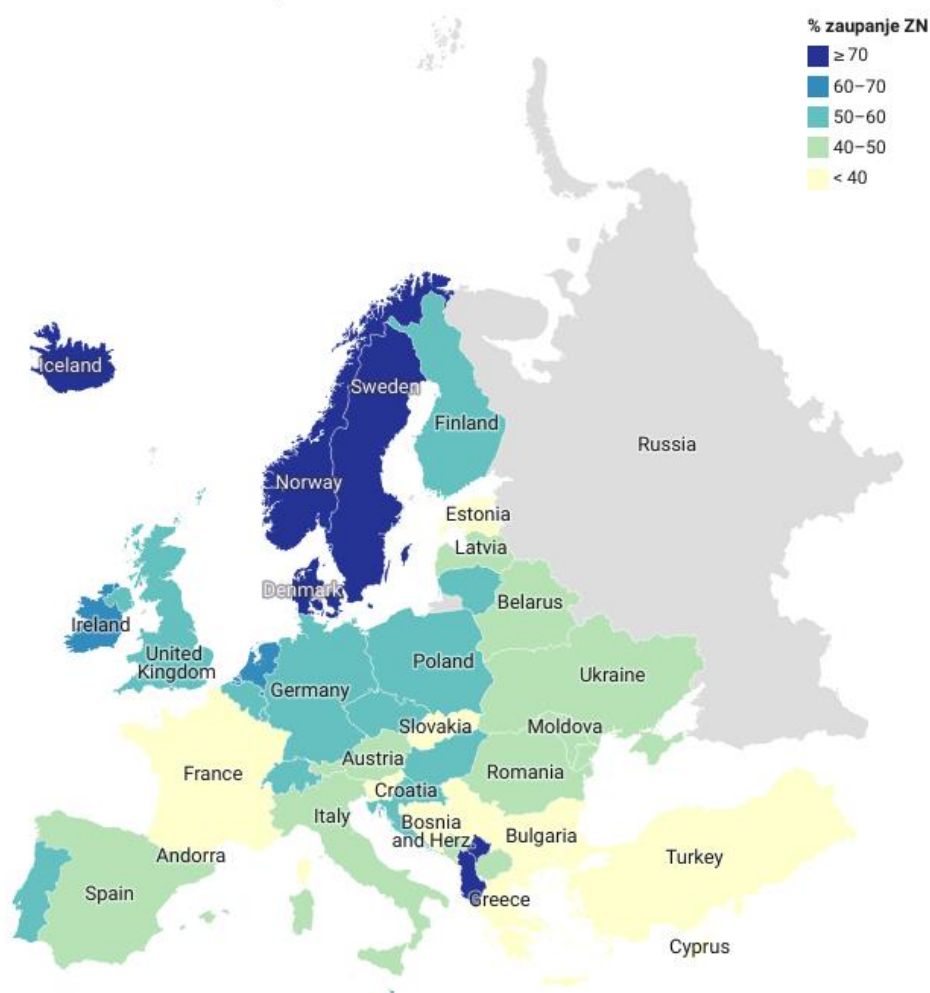 % zaupanje ZN
≥ 70
60–70
50–60
40–50
< 40
Iceland
Sweden
Finland
Russia
Norway
Estonia
Latvia
Denmark
Belarus
Ireland
United
Kingdom
Poland
Germany
Ukraine
Slovakia
Moldova
Austria
France
Romania
Croatia
Italy
Bosnia
and Herz.
Bulgaria
Andorra
Turkey
Spain
Greece
Cyprus